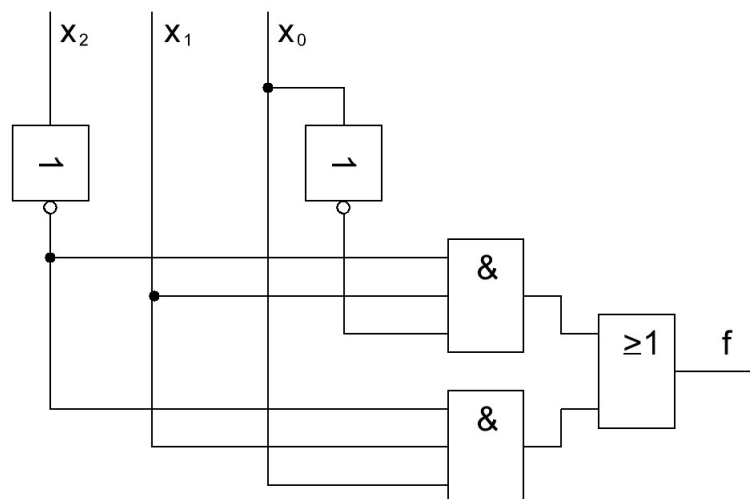 x₂ x₁ x₀
1 1
&
≥1 f
&